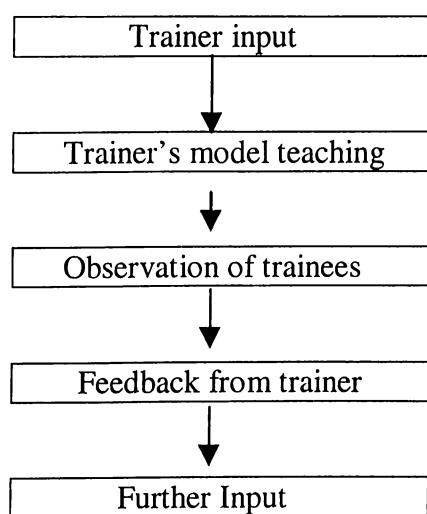 Trainer input
Trainer's model teaching
Observation of trainees
Feedback from trainer
Further Input